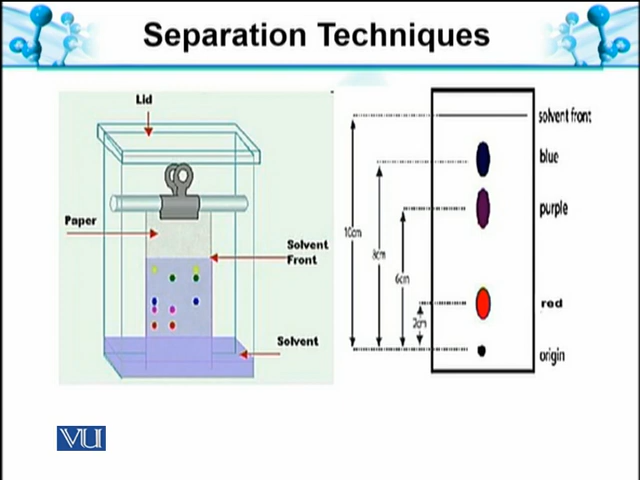 Separation Techniques
Lid
Paper
Solvent
Front
Solvent
solvent front
blue
purple
red
origin
10cm
8cm
6cm
2cm
VU